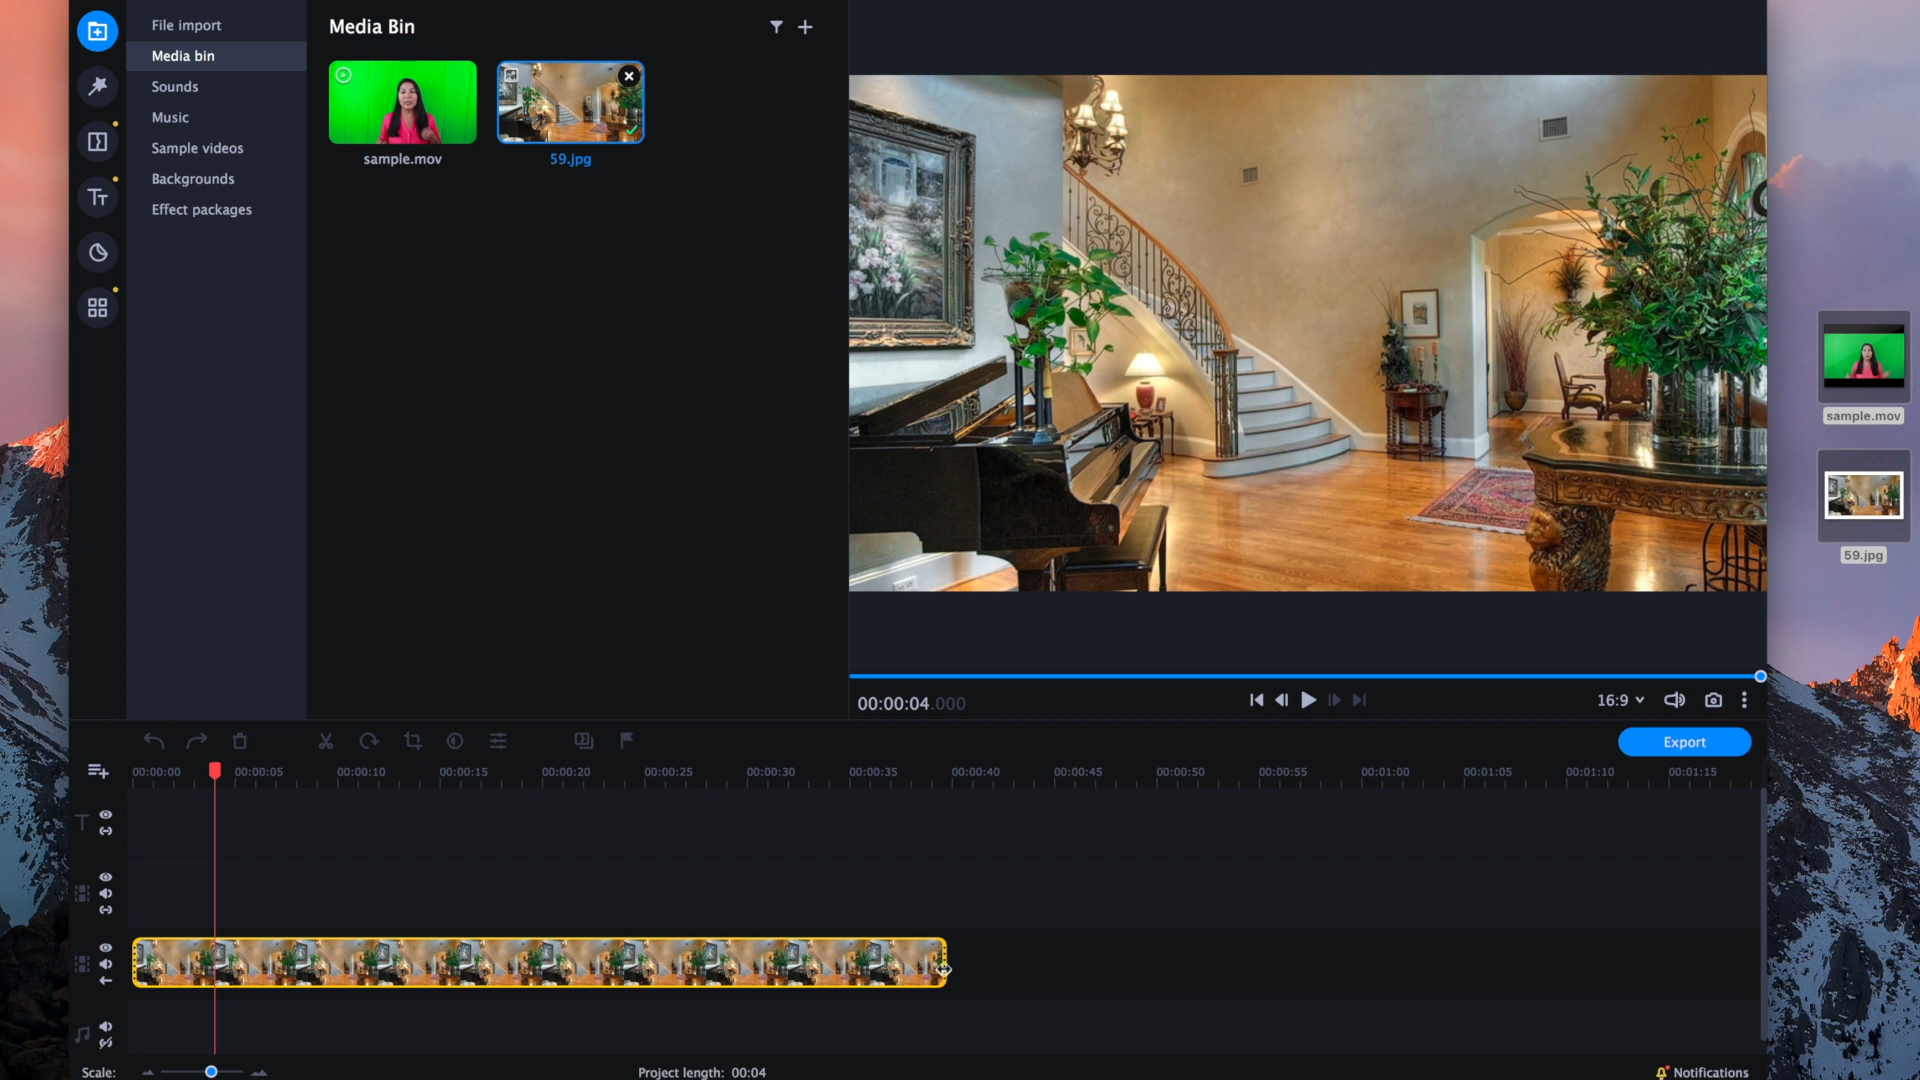 File import
Media bin
Sounds
Music
Sample videos
Backgrounds
Effect packages
Media Bin
sample.mov
59.jpg
sample.mov
59.jpg
00:00:04.000
16:9
Export
00:00:00 00:00:05 00:00:10 00:00:15 00:00:20 00:00:25 00:00:30 00:00:35 00:00:40 00:00:45 00:00:50 00:00:55 00:01:00 00:01:05 00:01:10 00:01:15
Scale:
Project length: 00:04
Notifications